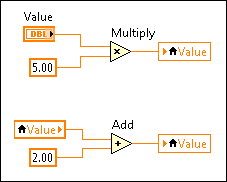 Value
Multiply
DBL
Value
5.00
Add
Value
Value
2.00